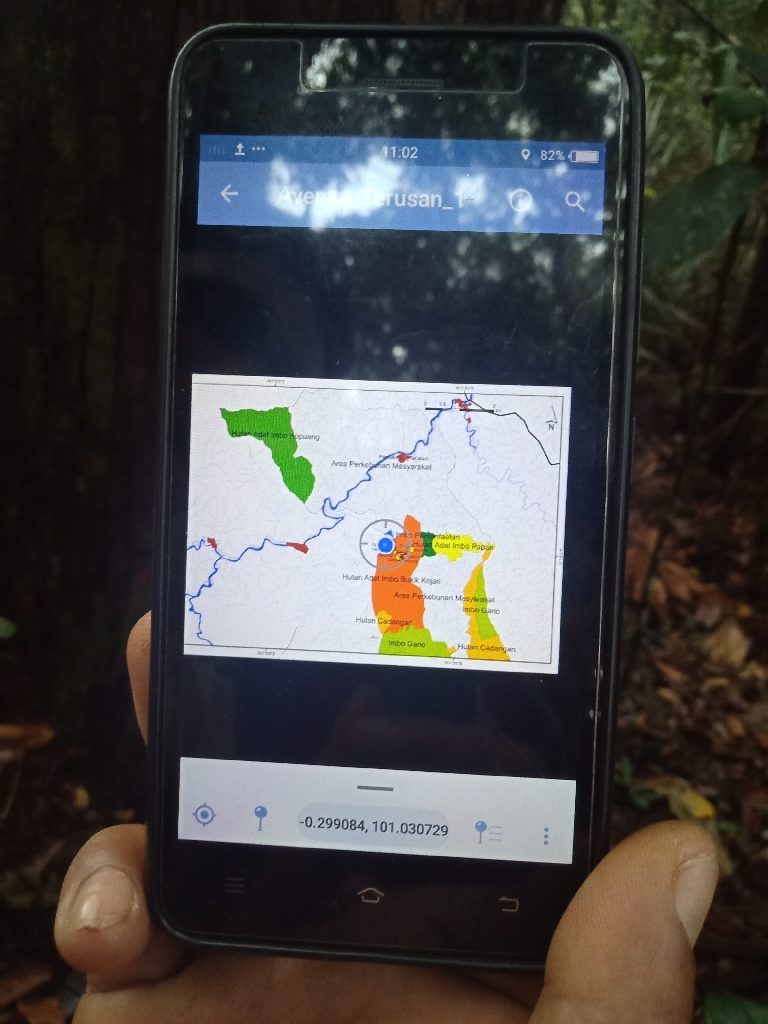 11:02
82%
Terusan_1
N
Hutan Adat Imbo Kopuang
Area Perkebunan Masyarakat
Hutan Adat Imbo Papan
Hutan Adat Imbo Bukik Kojan
Area Perkebunan Masyarakat
Imbo Gano
Hutan Cadangan
Imbo Gano
Hutan Cadangan
-0.299084, 101.030729